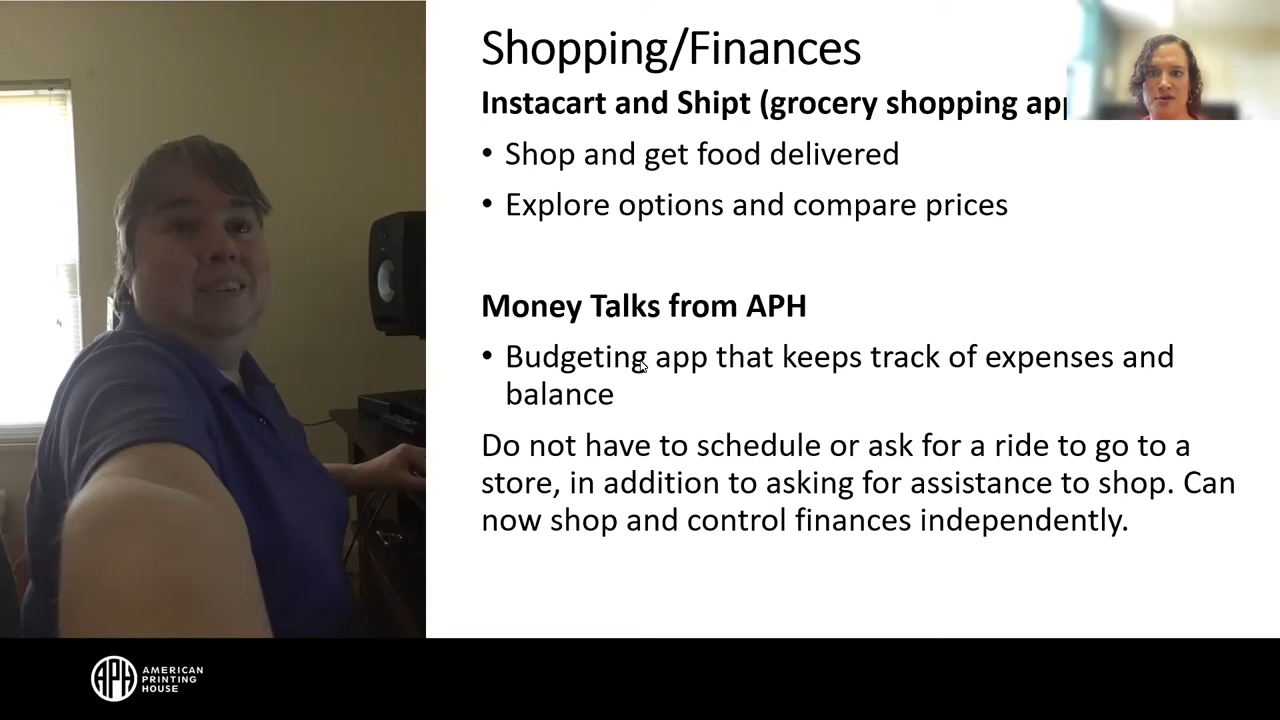 Shopping/Finances
Instacart and Shipt (grocery shopping
• Shop and get food delivered
• Explore options and compare prices
Money Talks from APH
• Budgeting app that keeps track of expenses and
balance
Do not have to schedule or ask for a ride to go to a
store, in addition to asking for assistance to shop. Can
now shop and control finances independently.
APH
AMERICAN
PRINTING
HOUSE